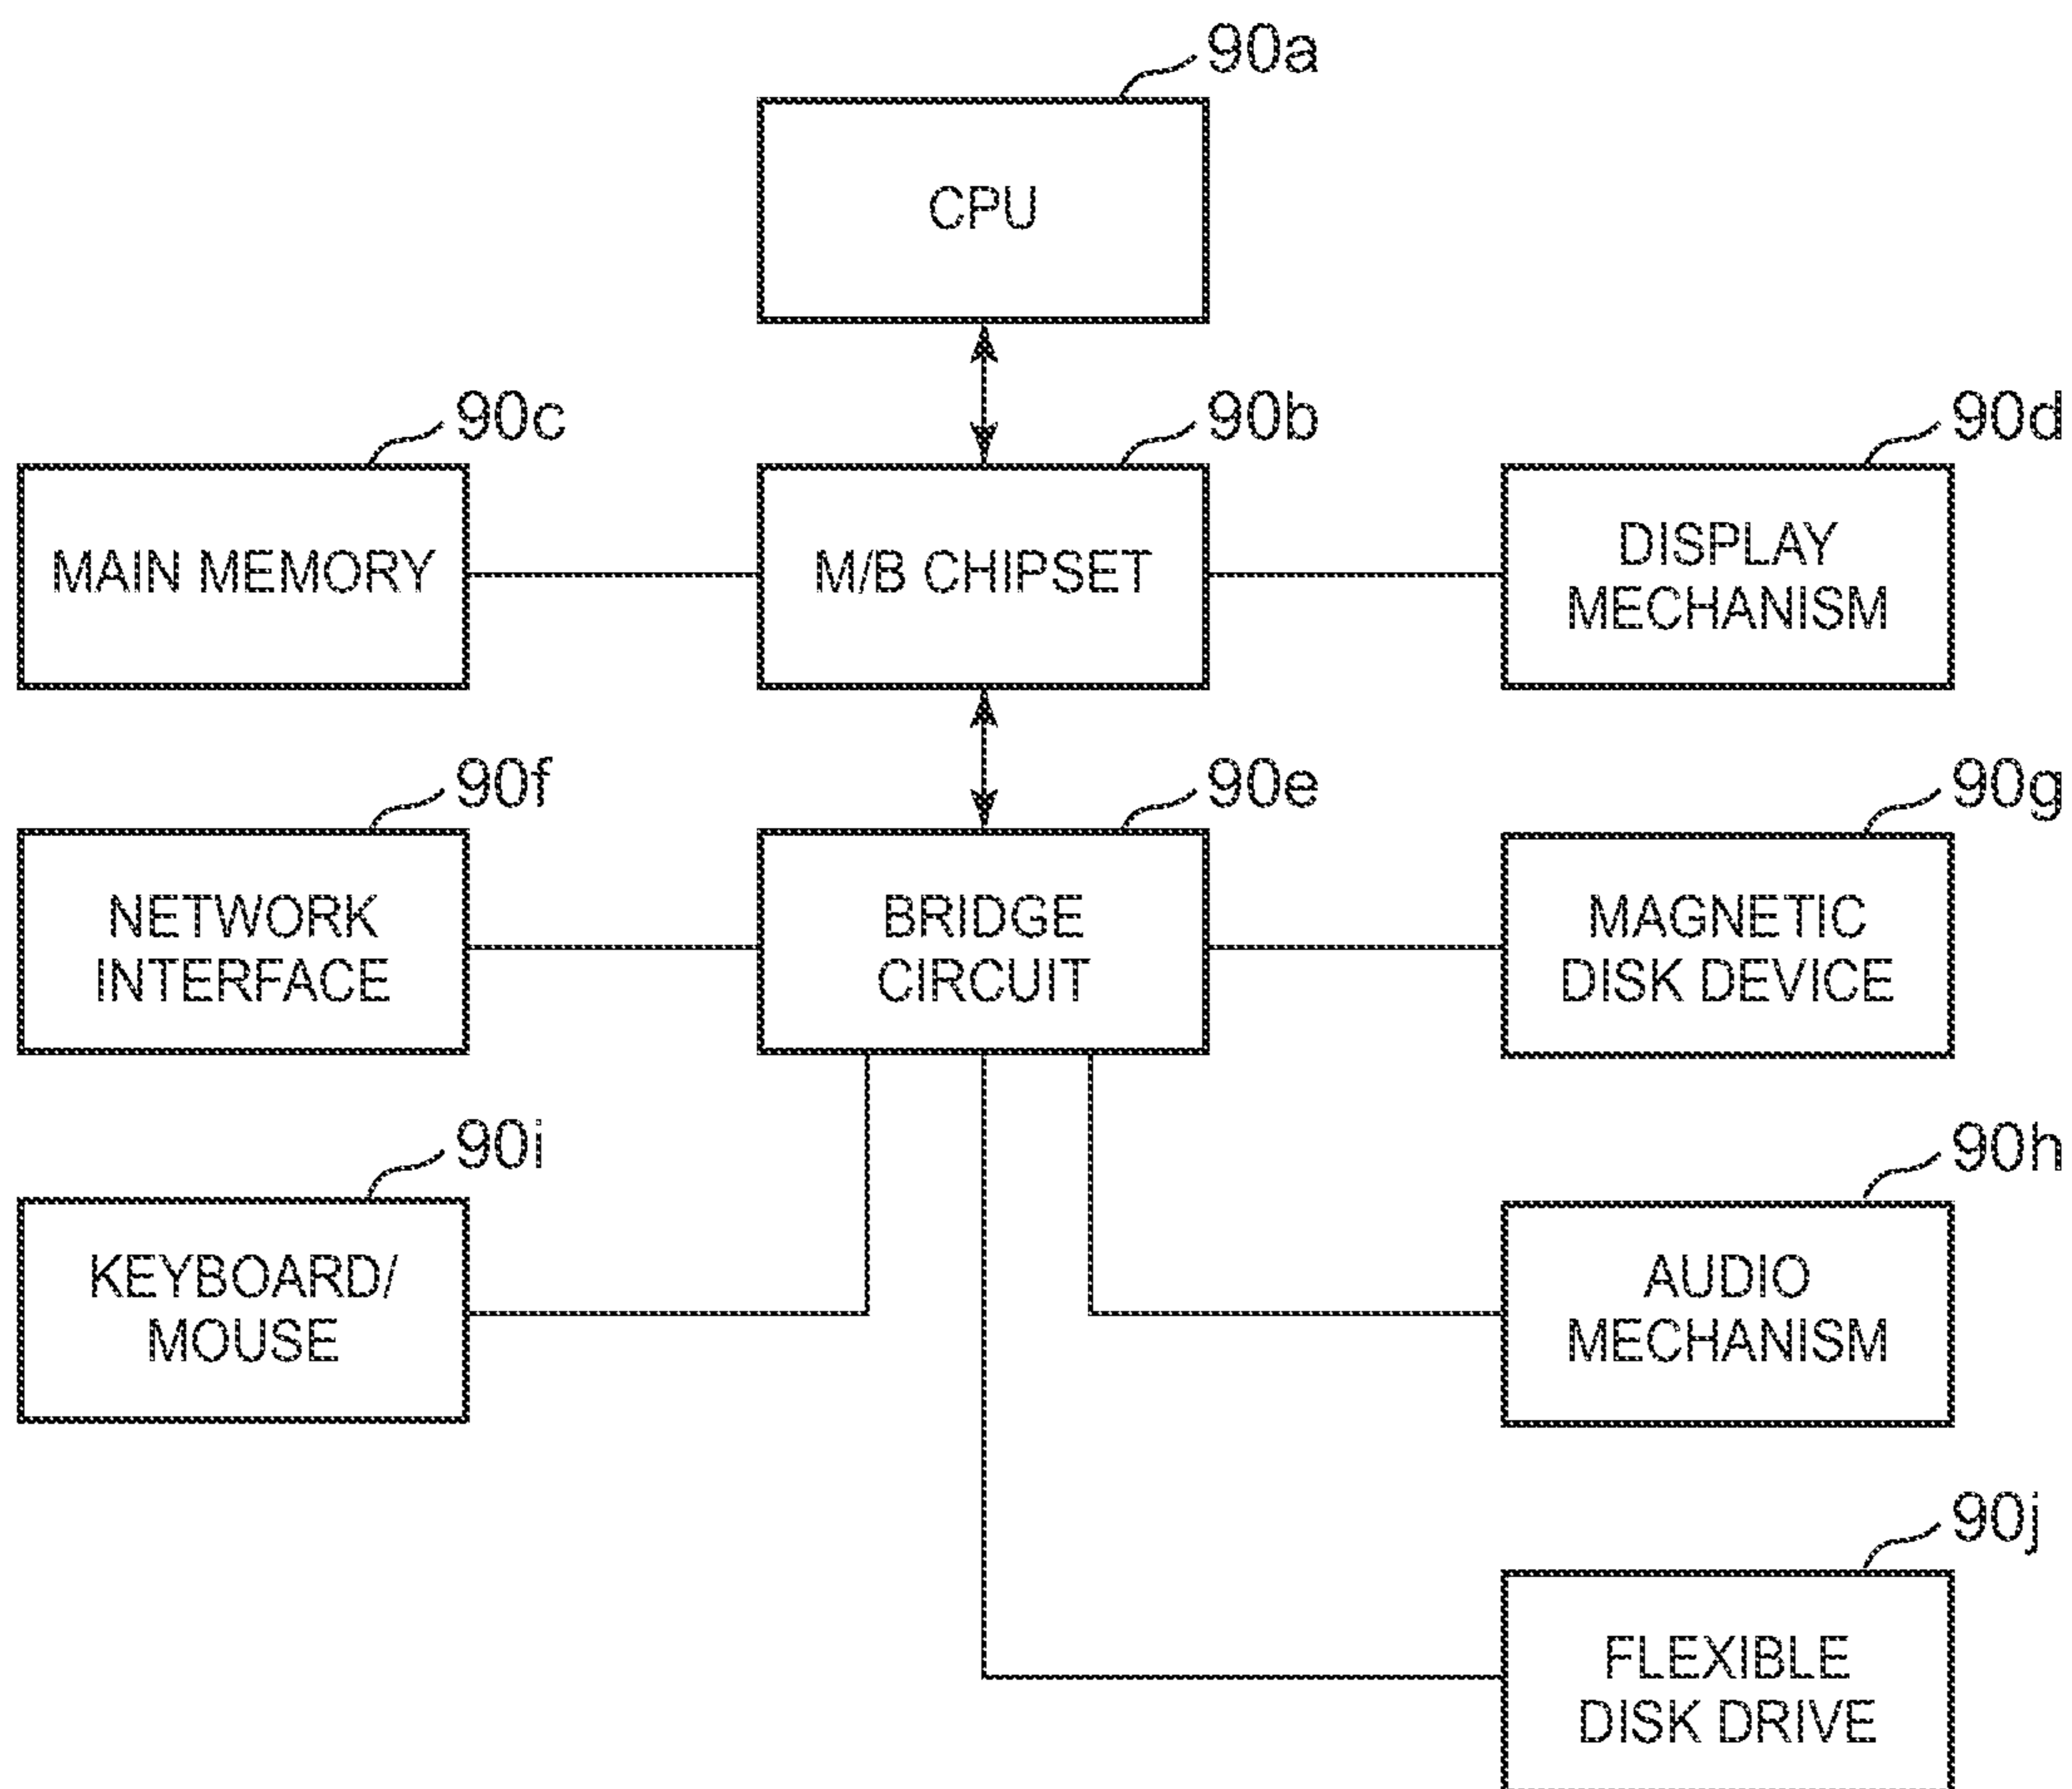 90a
CPU
90c
90b
90d
MAIN MEMORY
M/B CHIPSET
DISPLAY
MECHANISM
90f
90e
90g
NETWORK
INTERFACE
BRIDGE
CIRCUIT
MAGNETIC
DISK DEVICE
90i
90h
KEYBOARD/
MOUSE
AUDIO
MECHANISM
90j
FLEXIBLE
DISK DRIVE